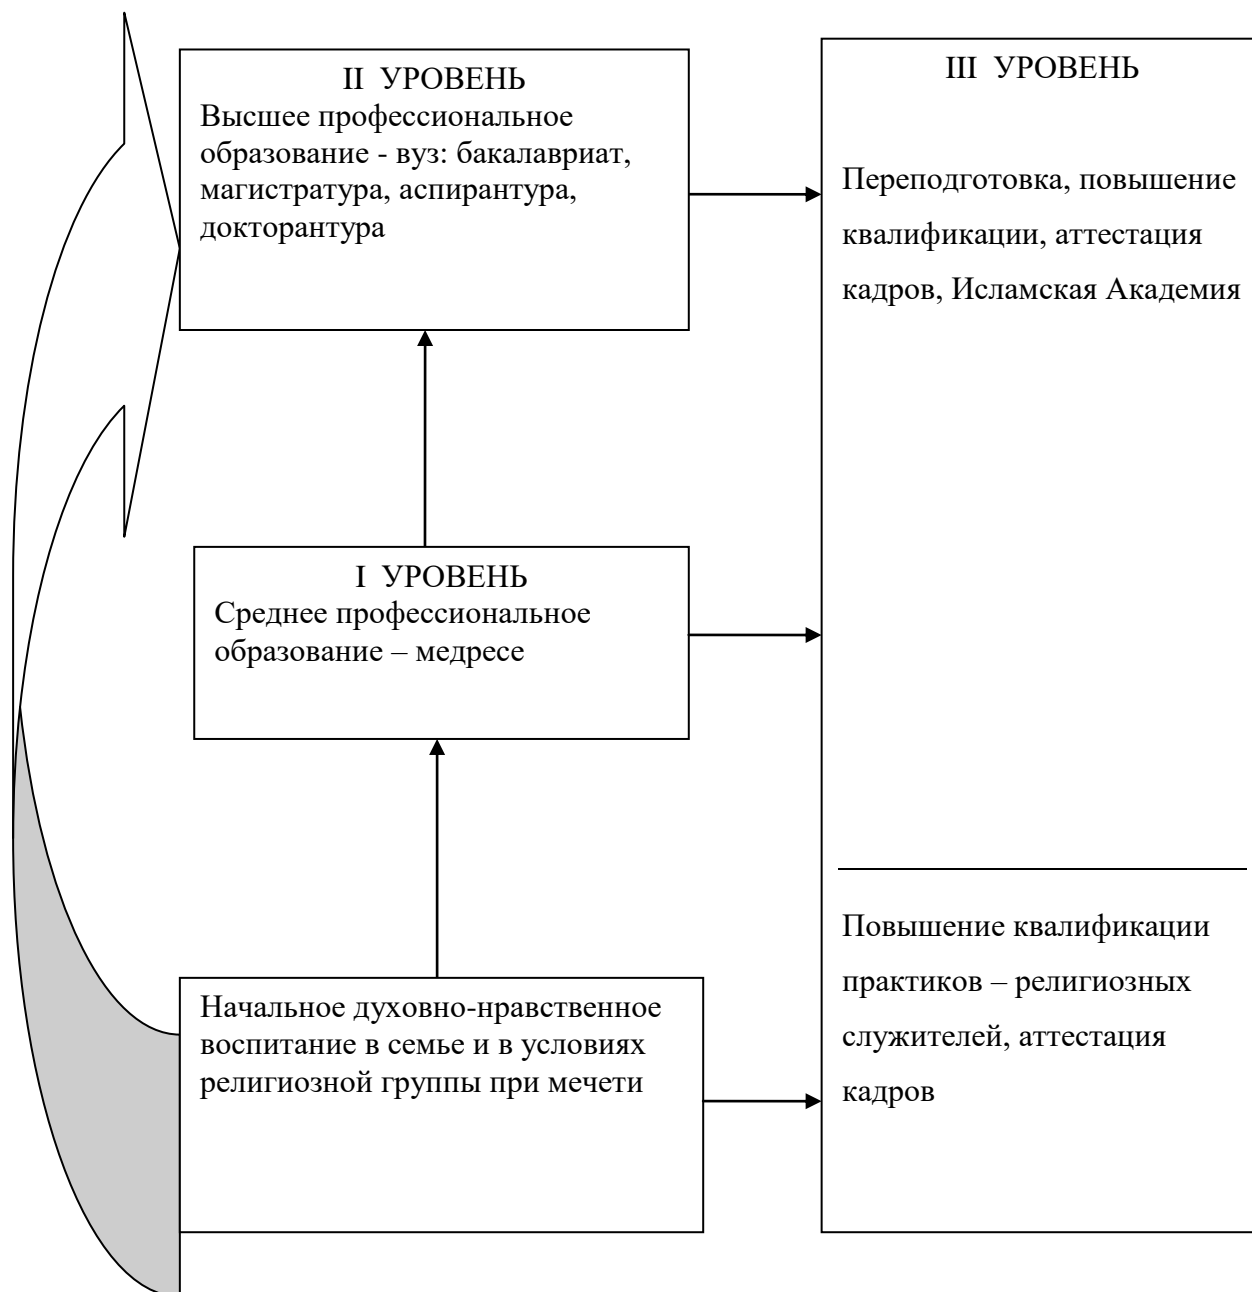 II УРОВЕНЬ
Высшее профессиональное
образование - вуз: бакалавриат,
магистратура, аспирантура,
докторантура
III УРОВЕНЬ
Переподготовка, повышение
квалификации, аттестация
кадров, Исламская Академия
I УРОВЕНЬ
Среднее профессиональное
образование – медресе
Начальное духовно-нравственное
воспитание в семье и в условиях
религиозной группы при мечети
Повышение квалификации
практиков – религиозных
служителей, аттестация
кадров